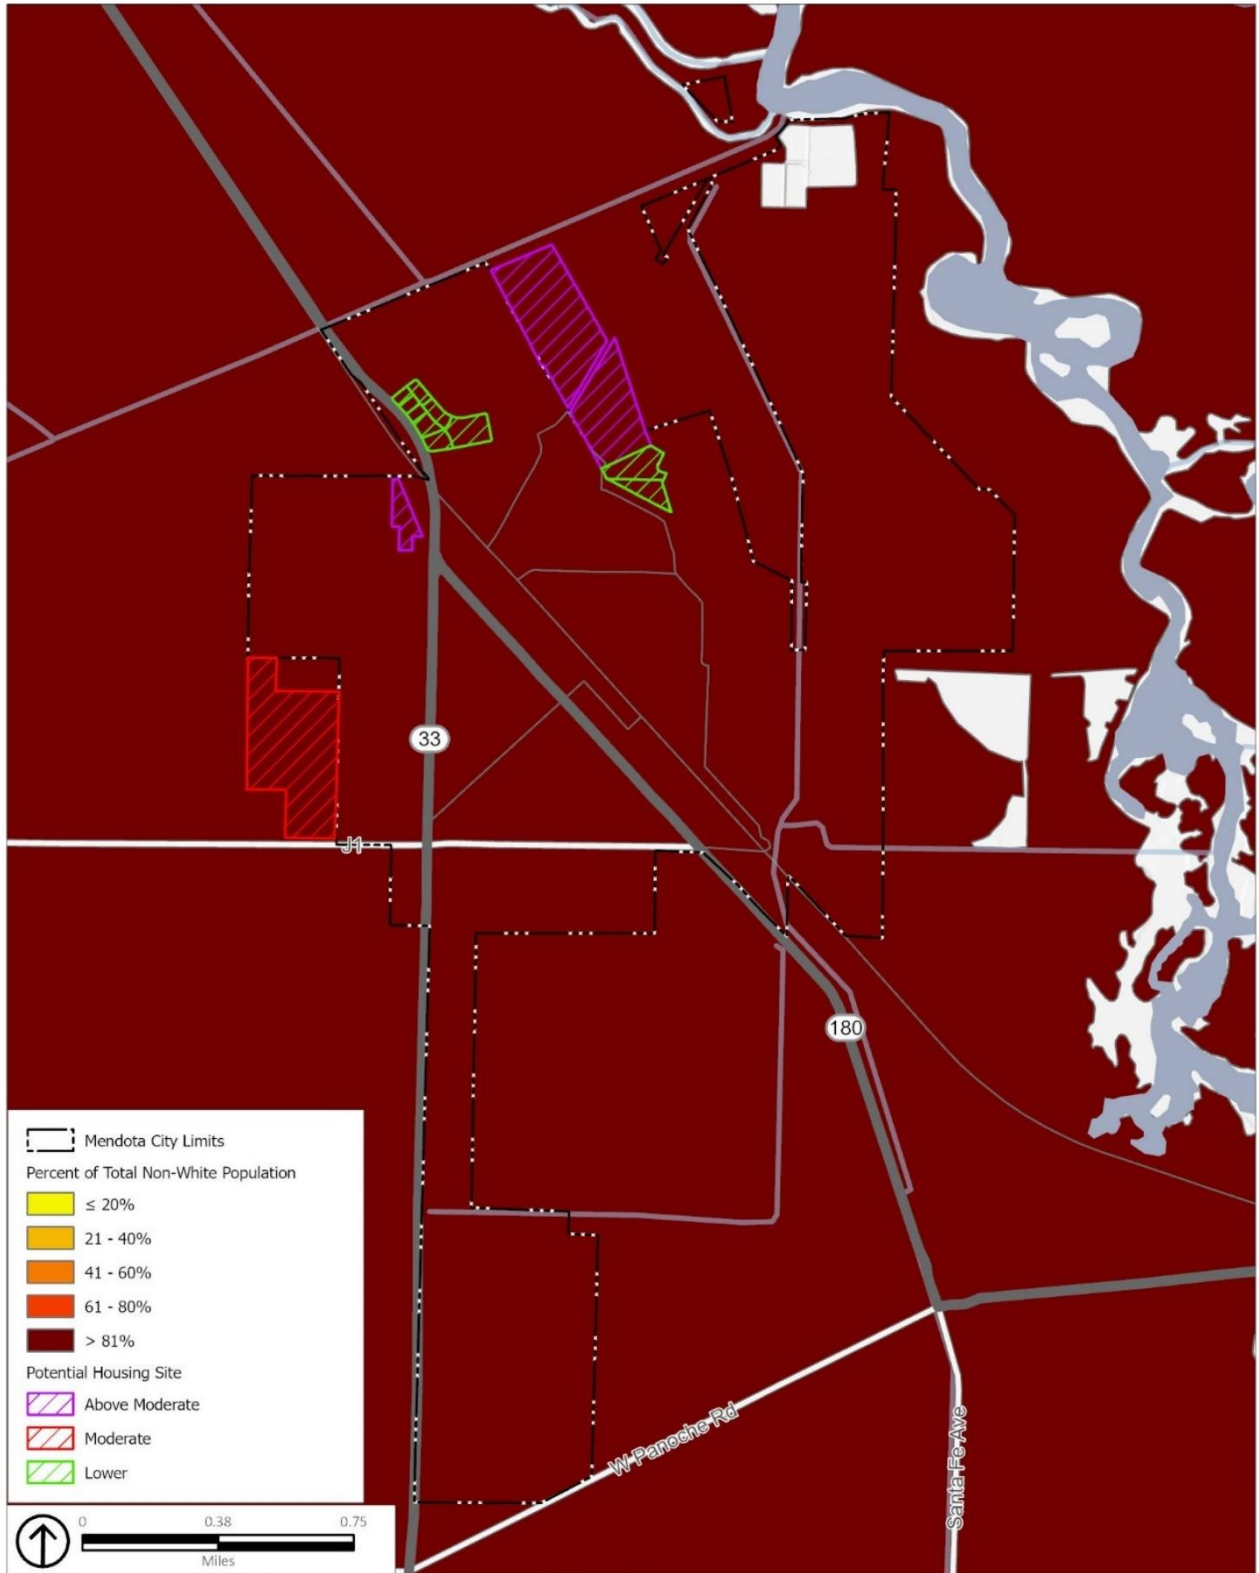 33
J1
180
W Panoche Rd
Santa Fe Ave
Mendota City Limits
Percent of Total Non-White Population
≤ 20%
21 - 40%
41 - 60%
61 - 80%
> 81%
Potential Housing Site
Above Moderate
Moderate
Lower
0 0.38 0.75
Miles